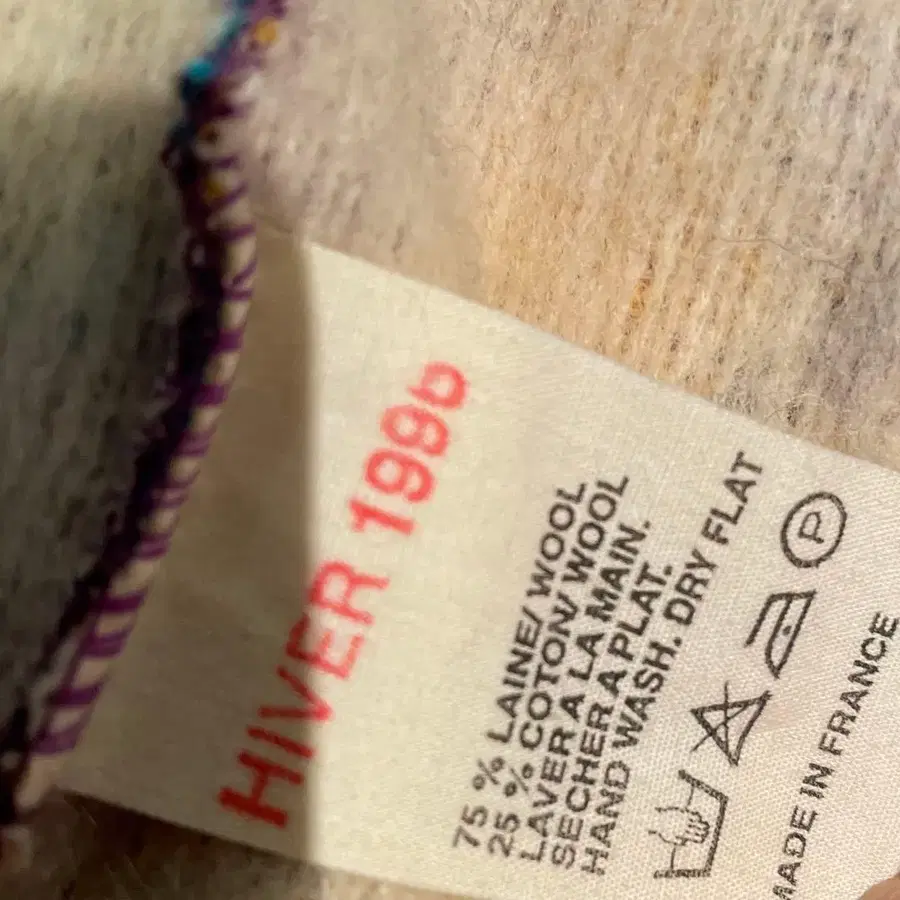 HIVER 1996
75 % LAINE/ WOOL
25 % COTON/ WOOL
LAVER A LA MAIN.
SECHER A PLAT.
HAND WASH. DRY FLAT
P
MADE IN FRANCE